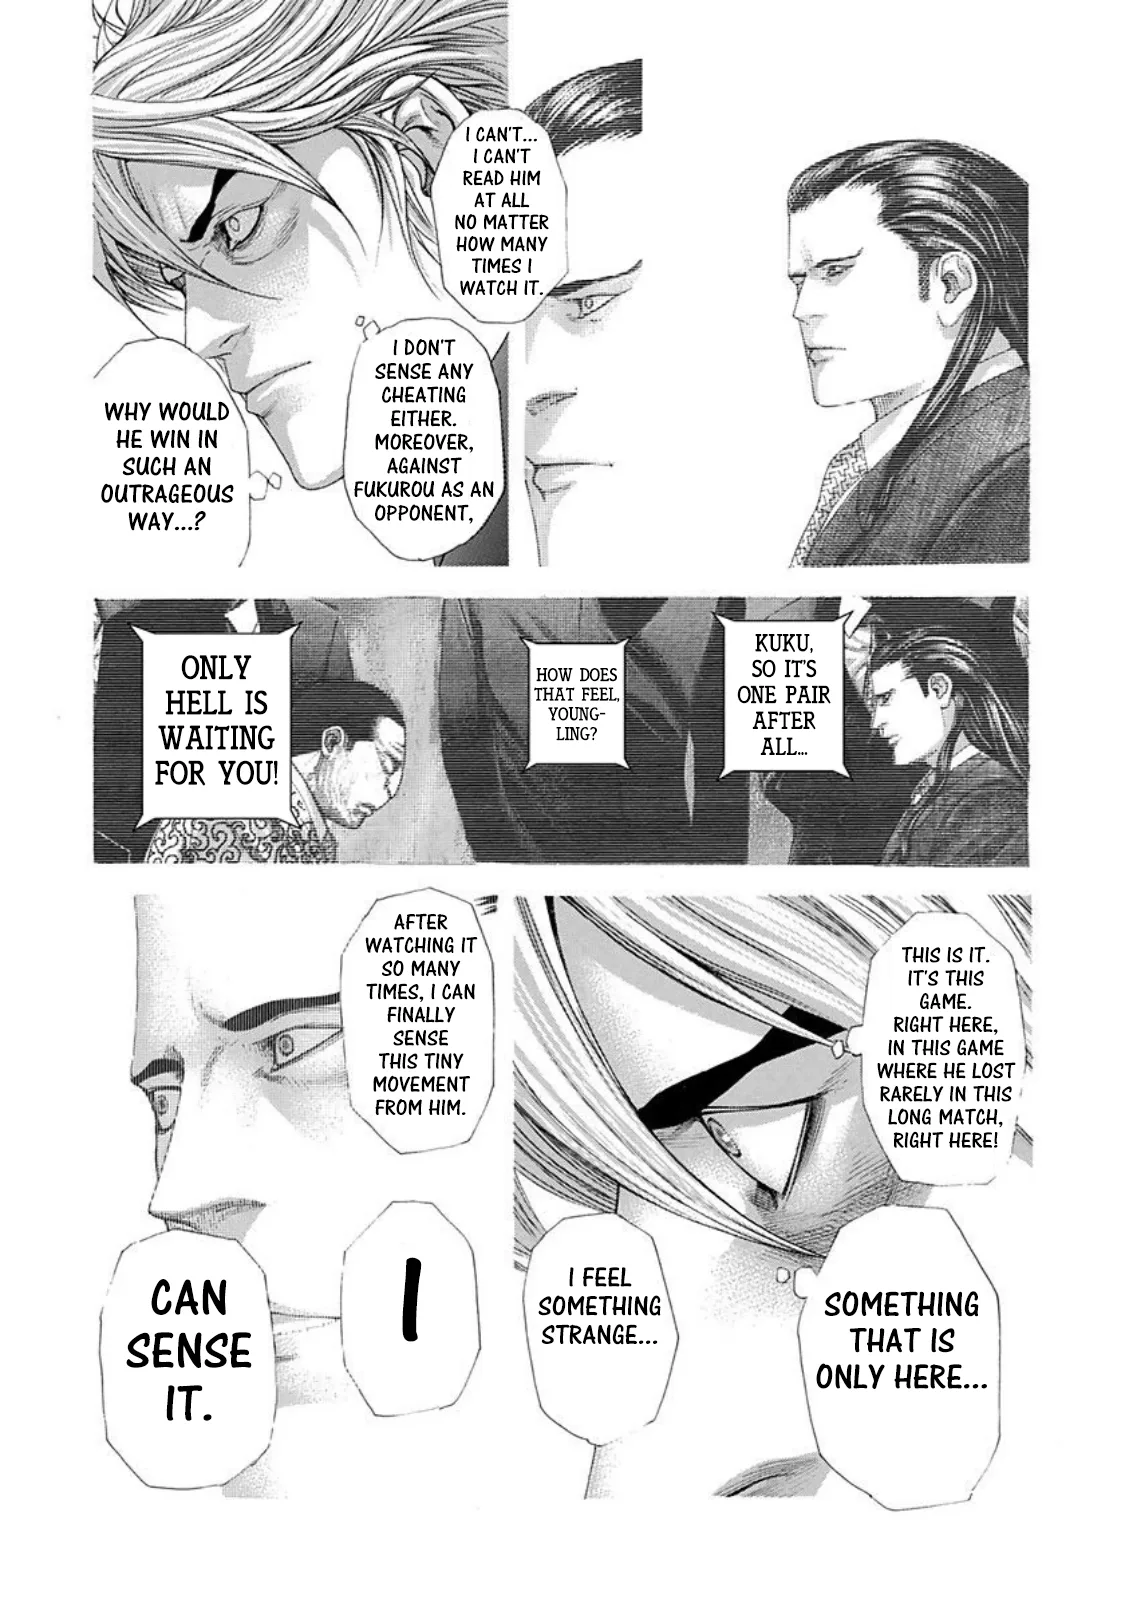 I CAN'T...
I CAN'T
READ HIM
AT ALL
NO MATTER
HOW MANY
TIMES I
WATCH IT.
I DON'T
SENSE ANY
CHEATING
EITHER.
MOREOVER,
AGAINST
FUKUROU AS AN
OPPONENT,
WHY WOULD
HE WIN IN
SUCH AN
OUTRAGEOUS
WAY...?
KUKU,
SO IT'S
ONE PAIR
AFTER
ALL...
HOW DOES
THAT FEEL,
YOUNG-
LING?
ONLY
HELL IS
WAITING
FOR YOU!
THIS IS IT.
IT'S THIS
GAME.
RIGHT HERE,
IN THIS GAME
WHERE HE LOST
RARELY IN THIS
LONG MATCH,
RIGHT HERE!
SOMETHING
THAT IS
ONLY HERE...
I FEEL
SOMETHING
STRANGE...
AFTER
WATCHING IT
SO MANY
TIMES, I CAN
FINALLY
SENSE
THIS TINY
MOVEMENT
FROM HIM.
I
CAN
SENSE
IT.